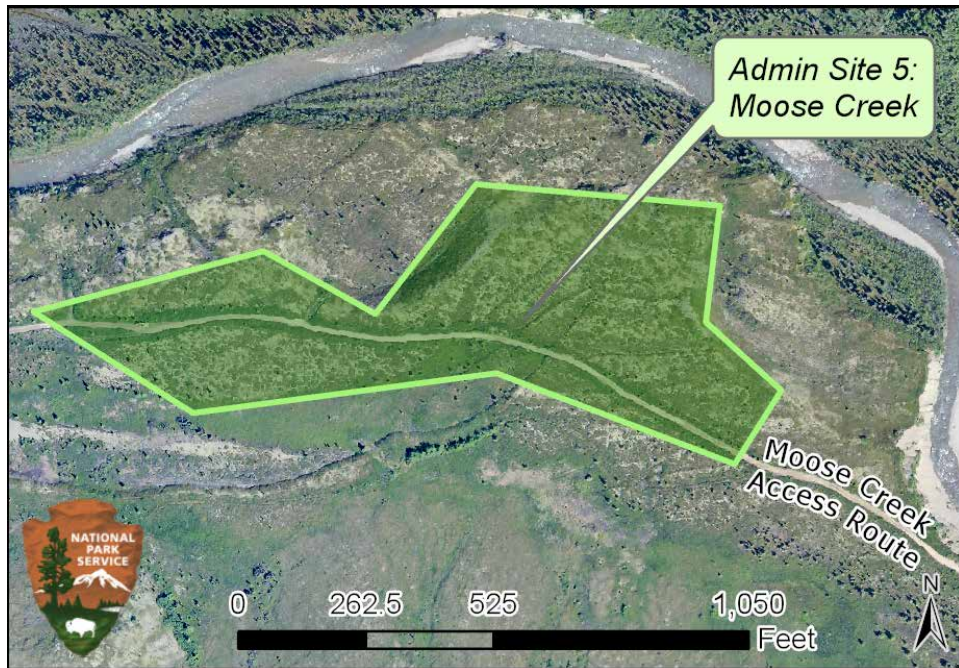 Admin Site 5:
Moose Creek
Moose Creek
Access Route
NATIONAL
PARK
SERVICE
0 262.5 525 1,050
Feet
N